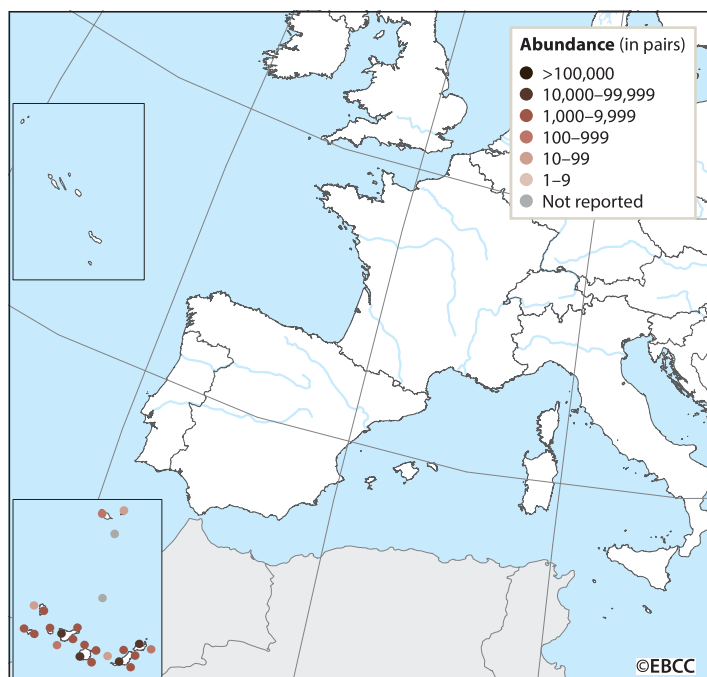 Abundance (in pairs)
>100,000
10,000–99,999
1,000–9,999
100–999
10–99
1–9
Not reported
©EBCC